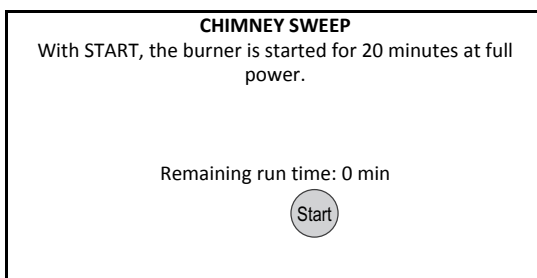 CHIMNEY SWEEP
With START, the burner is started for 20 minutes at full
power.
Remaining run time: 0 min
Start